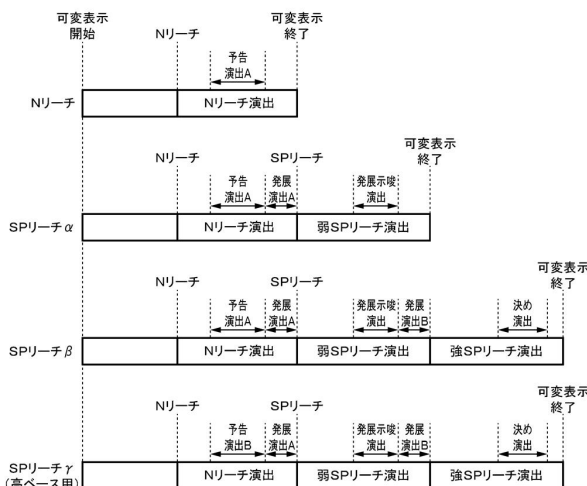 可変表示
開始
Nリーチ
可変表示
終了
予告
演出A
Nリーチ
Nリーチ演出
可変表示
終了
Nリーチ
SPリーチ
予告
演出A
発展
演出A
発展示唆
演出
SPリーチα
Nリーチ演出
弱SPリーチ演出
可変表示
終了
Nリーチ
SPリーチ
予告
演出A
発展
演出A
発展示唆
演出
発展
演出B
決め
演出
SPリーチβ
Nリーチ演出
弱SPリーチ演出
強SPリーチ演出
可変表示
終了
Nリーチ
SPリーチ
予告
演出B
発展
演出A
発展示唆
演出
発展
演出B
決め
演出
SPリーチγ
(高ベース用)
Nリーチ演出
弱SPリーチ演出
強SPリーチ演出